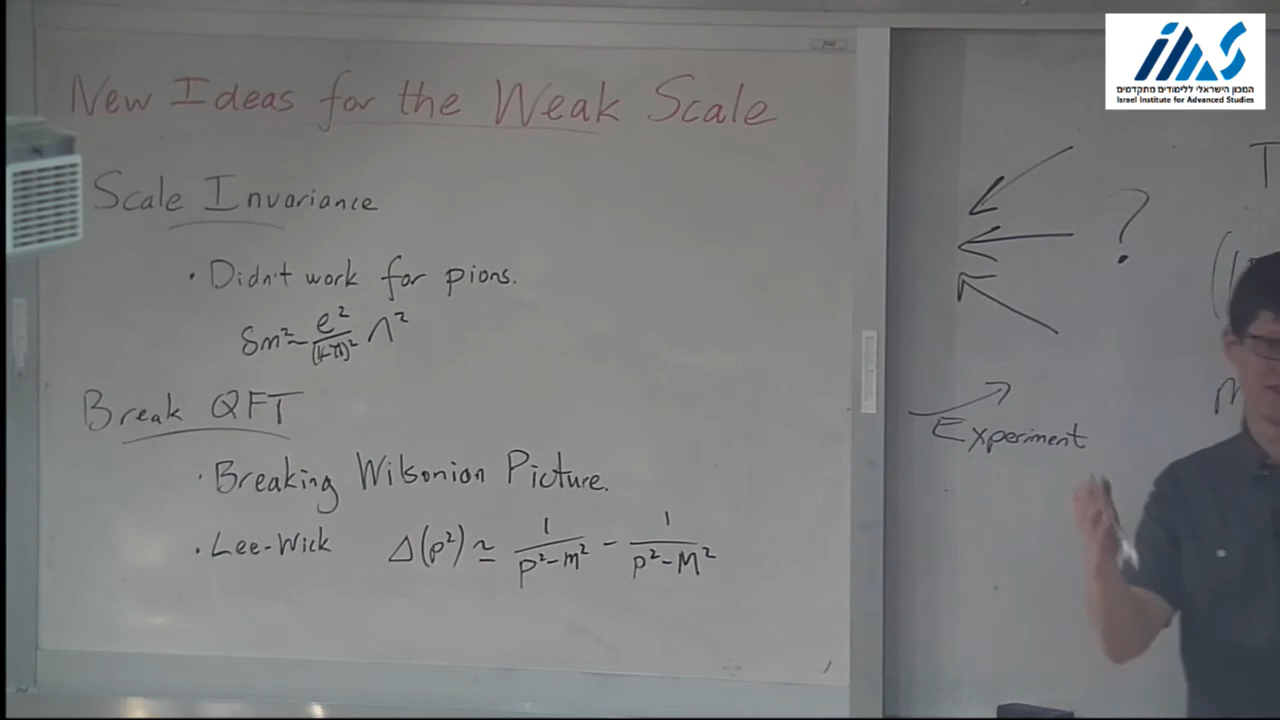 New Ideas for the Weak Scale
Scale Invariance
· Didn't work for pions.
δm² ~ e²/(4π)² Λ²
Break QFT
· Breaking Wilsonian Picture.
· Lee-Wick Δ(p²) ≃ 1/(p²-m²) - 1/(p²-M²)
?
Experiment
המכון הישראלי ללימודים מתקדמים
Israel Institute for Advanced Studies